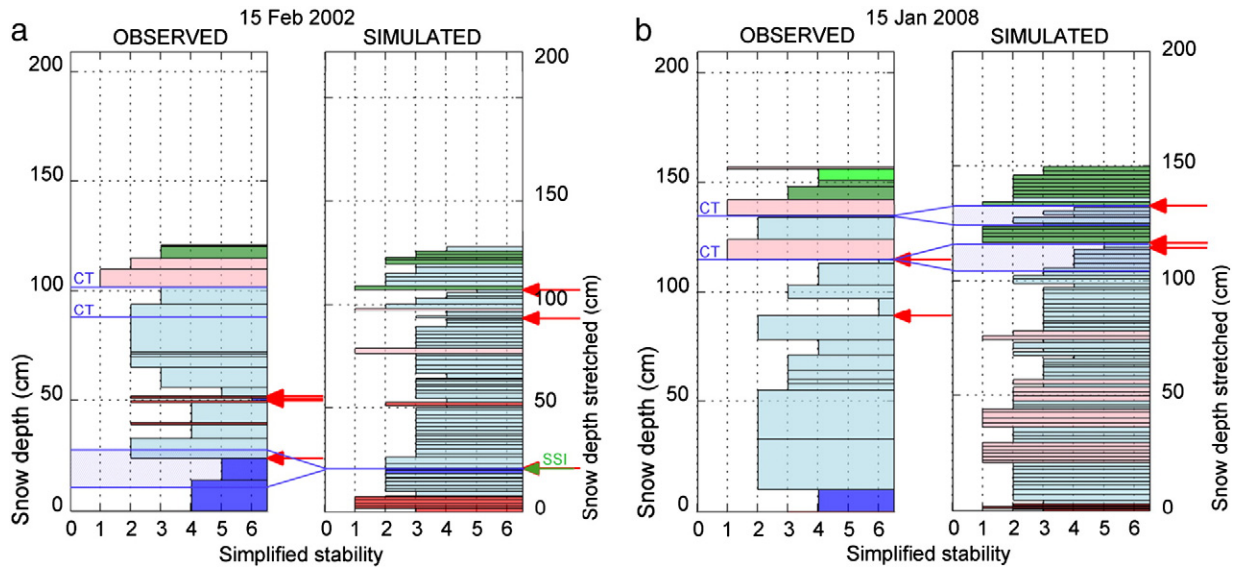 a
15 Feb 2002
OBSERVED
SIMULATED
200
150
100
50
0
Snow depth (cm)
CT
CT
0 1 2 3 4 5 6
0 1 2 3 4 5 6
Simplified stability
SSI
200
150
100
50
0
Snow depth stretched (cm)
b
15 Jan 2008
OBSERVED
SIMULATED
200
150
100
50
0
Snow depth (cm)
CT
CT
0 1 2 3 4 5 6
0 1 2 3 4 5 6
Simplified stability
200
150
100
50
0
Snow depth stretched (cm)